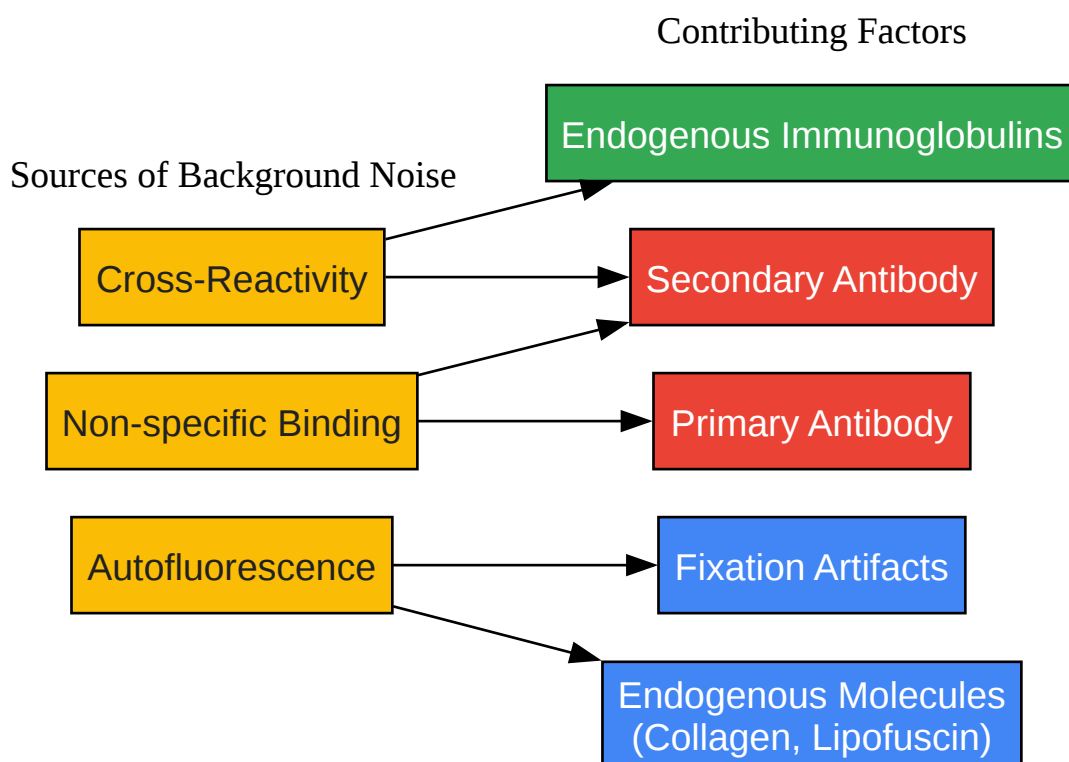 Contributing Factors
Endogenous Immunoglobulins
Sources of Background Noise
Cross-Reactivity
Secondary Antibody
Non-specific Binding
Primary Antibody
Autofluorescence
Fixation Artifacts
Endogenous Molecules
(Collagen, Lipofuscin)